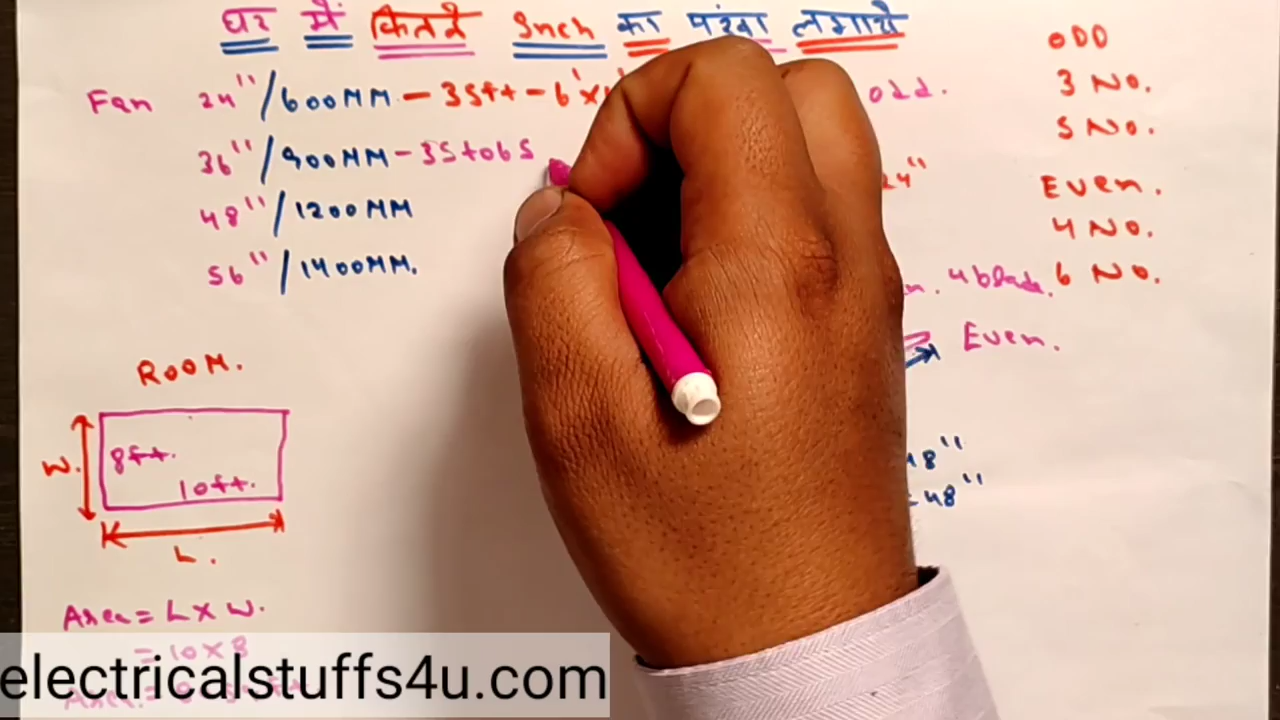 घर में कितने Inch का पंखा लगाये
Fan 24"/600MM - 35ft - 6'x
odd.
36"/900MM - 35to65
24"
48"/1200MM
56"/1400MM.
4blade.
Even.
ODD
3 No.
5 No.
Even.
4 No.
6 No.
ROOM.
W.
8ft.
10ft.
L.
48"
48"
Area = L x W.
= 10 x 8
electricalstuffs4u.com